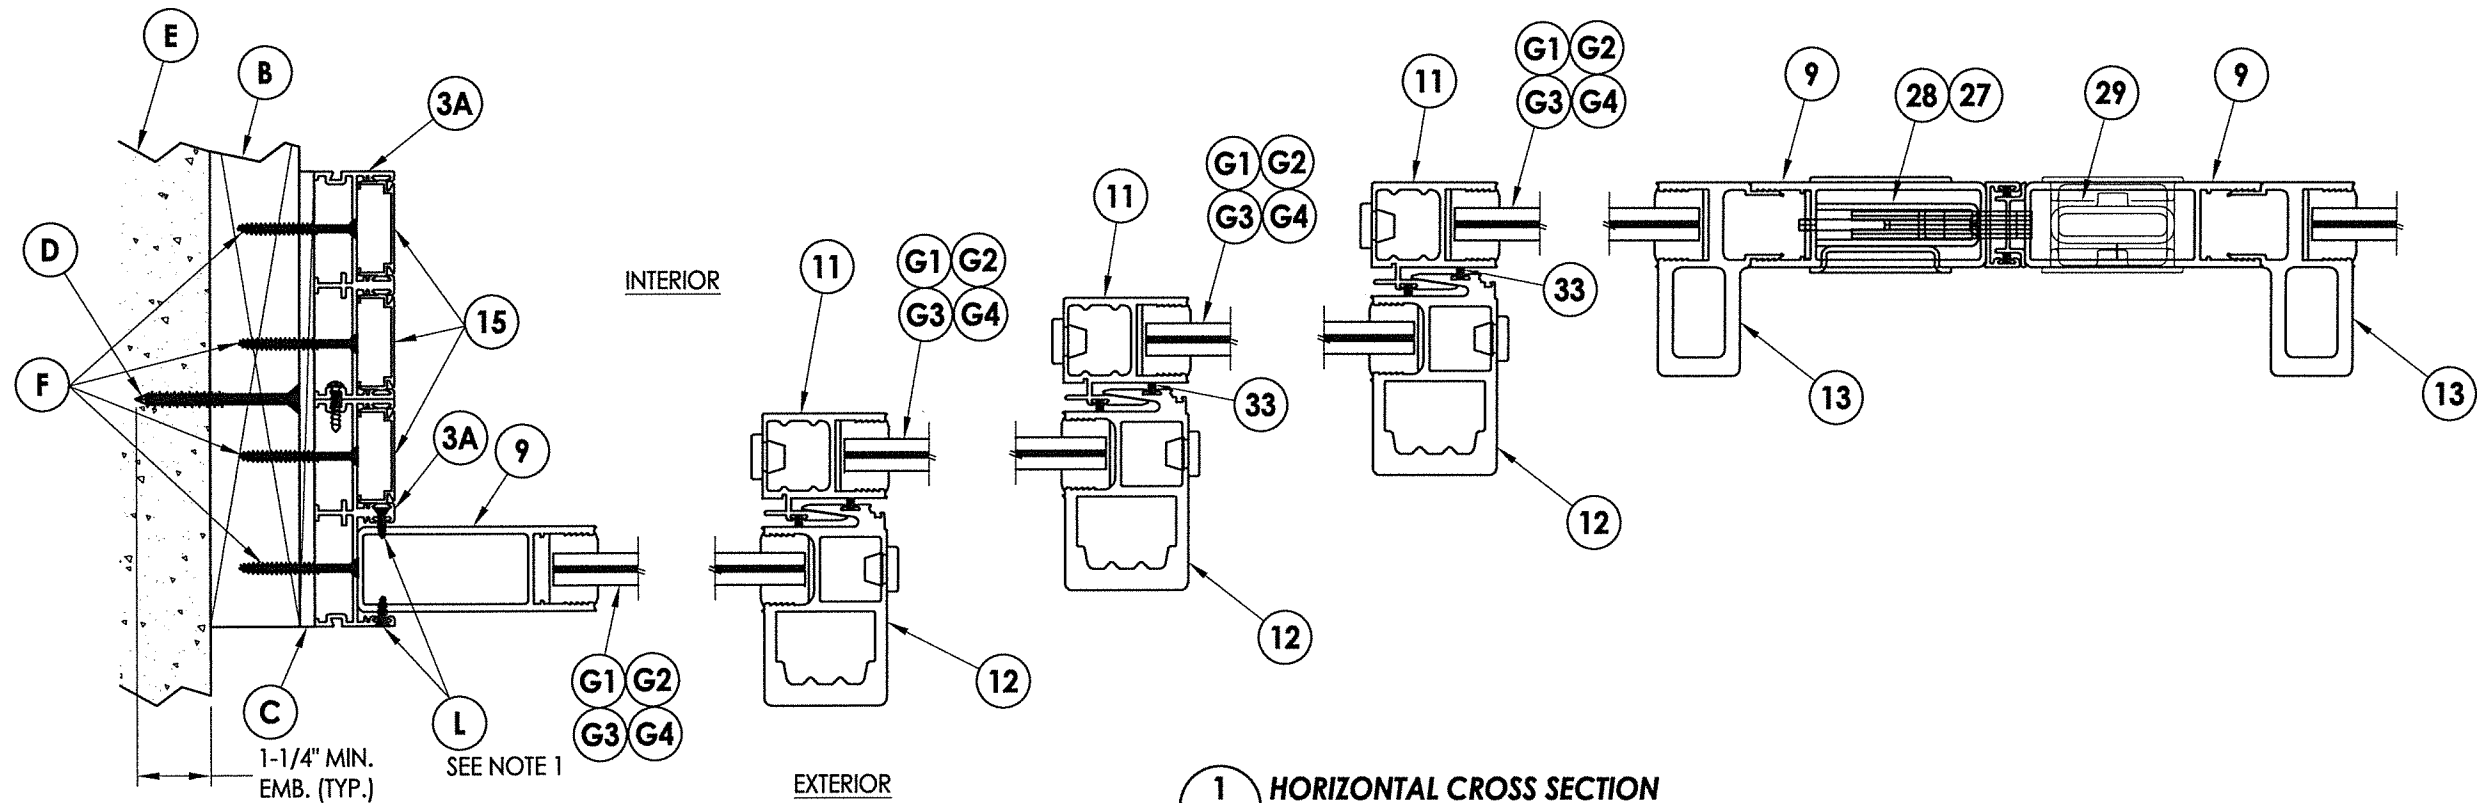 E
B
3A
D
F
15
INTERIOR
3A
9
11
G1 G2
G3 G4
11
G1 G2
G3 G4
33
11
G1 G2
G3 G4
33
9
28 27
29
9
13
13
12
12
12
G1 G2
G3 G4
C
L
SEE NOTE 1
1-1/4" MIN.
EMB. (TYP.)
EXTERIOR
1 HORIZONTAL CROSS SECTION